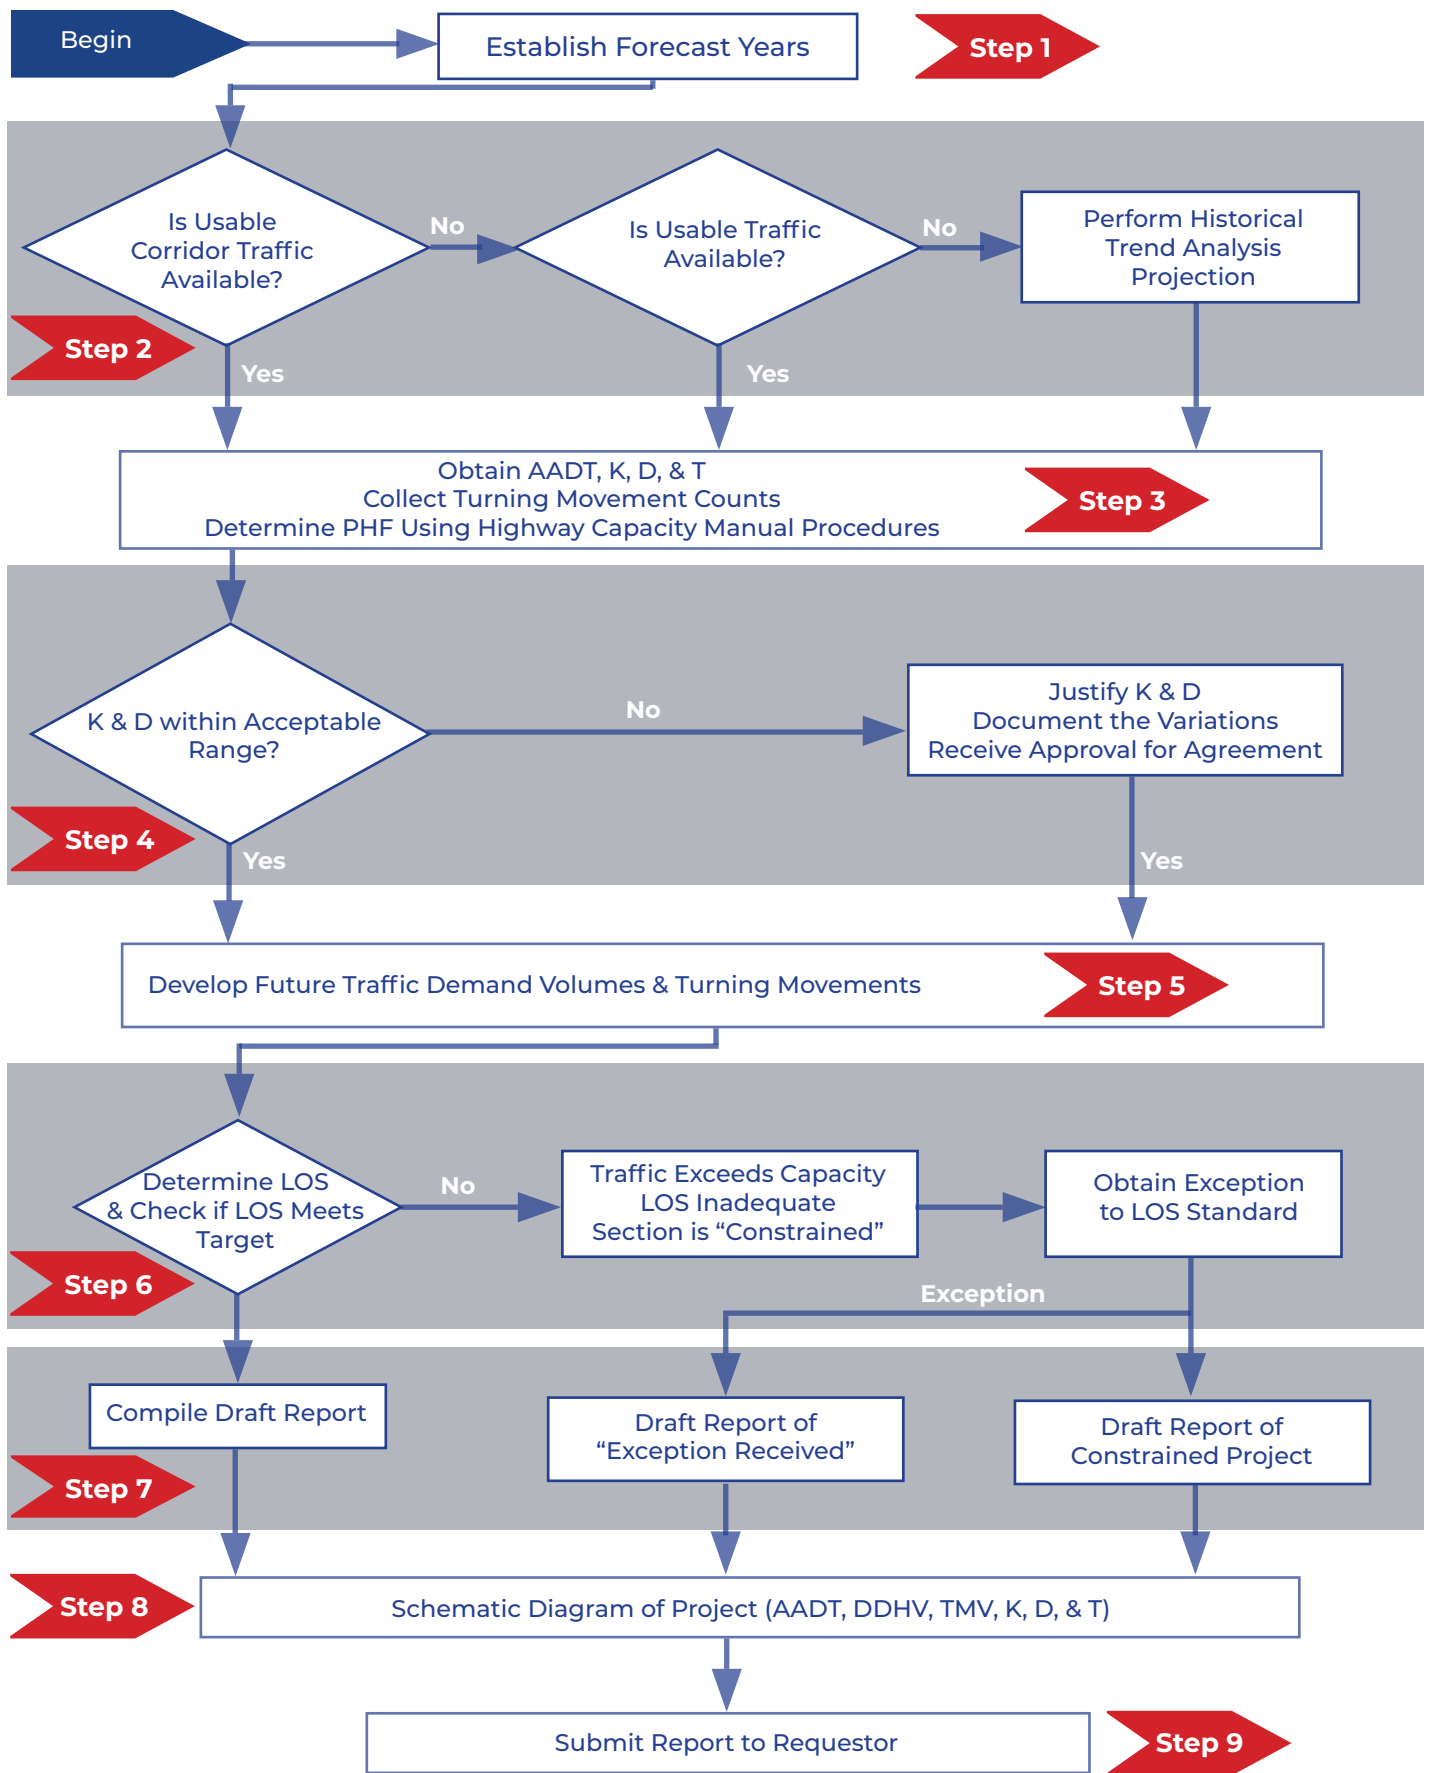 Begin
Establish Forecast Years
Step 1
Is Usable
Corridor Traffic
Available?
No
Is Usable Traffic
Available?
No
Perform Historical
Trend Analysis
Projection
Step 2
Yes
Yes
Obtain AADT, K, D, & T
Collect Turning Movement Counts
Determine PHF Using Highway Capacity Manual Procedures
Step 3
K & D within Acceptable
Range?
No
Justify K & D
Document the Variations
Receive Approval for Agreement
Step 4
Yes
Yes
Develop Future Traffic Demand Volumes & Turning Movements
Step 5
Determine LOS
& Check if LOS Meets
Target
No
Traffic Exceeds Capacity
LOS Inadequate
Section is “Constrained”
Obtain Exception
to LOS Standard
Step 6
Exception
Compile Draft Report
Draft Report of
“Exception Received”
Draft Report of
Constrained Project
Step 7
Step 8
Schematic Diagram of Project (AADT, DDHV, TMV, K, D, & T)
Submit Report to Requestor
Step 9